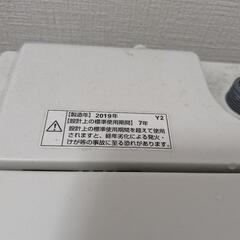 【製造年】2019年 Y2
【設計上の標準使用期間】7年
設計上の標準使用期間を超えて使用
されますと、経年劣化による発火・
けが等の事故に至る恐れがあります。